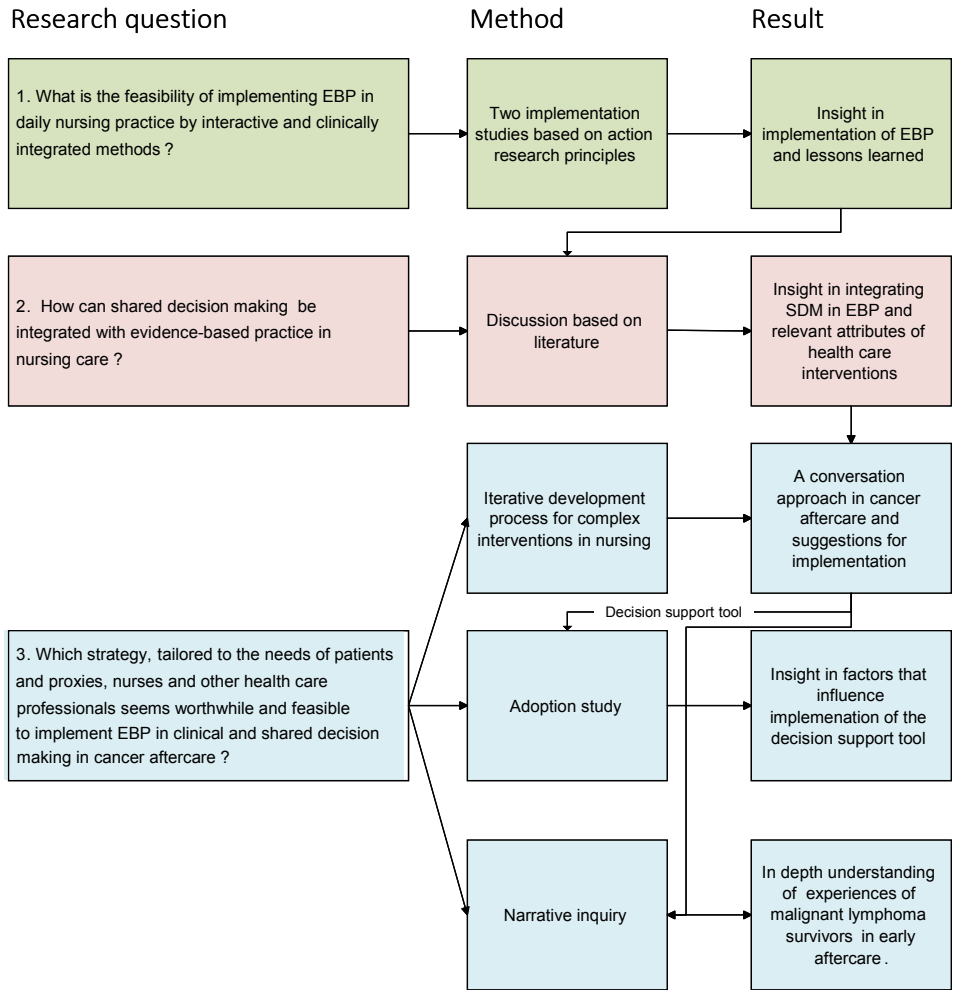 Research question
Method
Result
1. What is the feasibility of implementing EBP in
daily nursing practice by interactive and clinically
integrated methods ?
Two implementation
studies based on action
research principles
Insight in
implementation of EBP
and lessons learned
2. How can shared decision making be
integrated with evidence-based practice in
nursing care ?
Discussion based on
literature
Insight in integrating
SDM in EBP and
relevant attributes of
health care
interventions
Iterative development
process for complex
interventions in nursing
A conversation
approach in cancer
aftercare and
suggestions for
implementation
Decision support tool
3. Which strategy, tailored to the needs of patients
and proxies, nurses and other health care
professionals seems worthwhile and feasible
to implement EBP in clinical and shared decision
making in cancer aftercare ?
Adoption study
Insight in factors that
influence
implemenation of the
decision support tool
Narrative inquiry
In depth understanding
of experiences of
malignant lymphoma
survivors in early
aftercare .